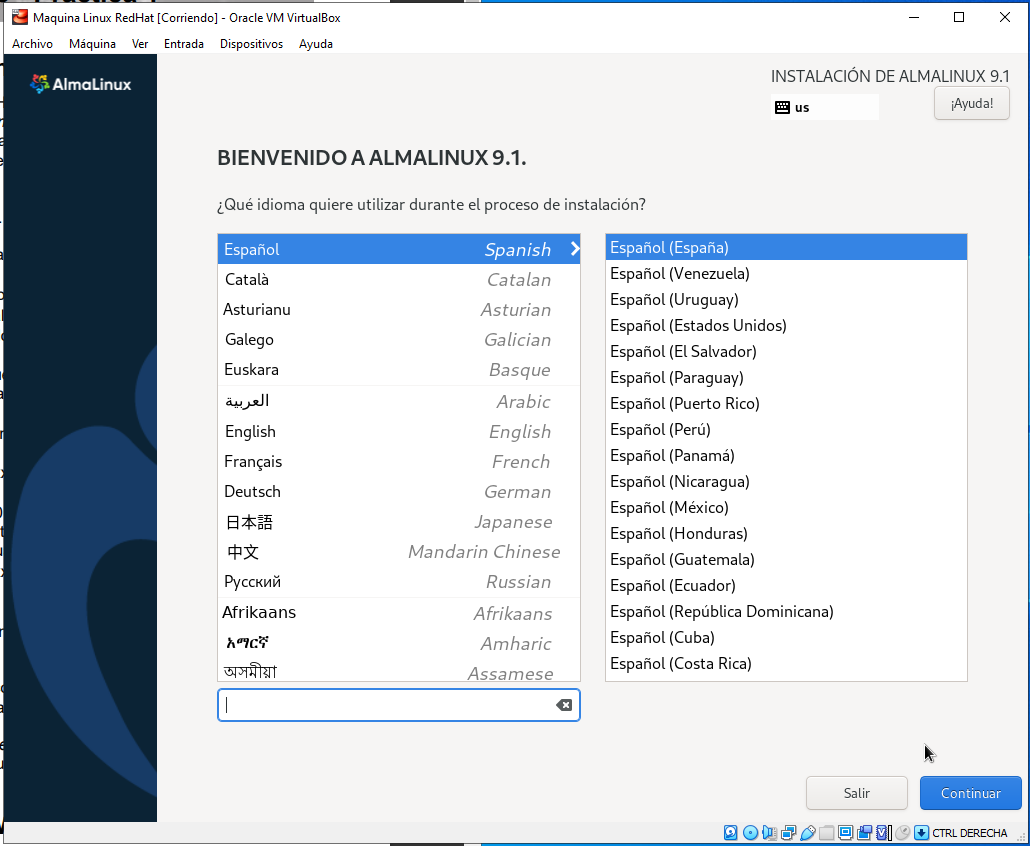 Maquina Linux RedHat [Corriendo] - Oracle VM VirtualBox
Archivo Máquina Ver Entrada Dispositivos Ayuda
AlmaLinux
INSTALACIÓN DE ALMALINUX 9.1
us
¡Ayuda!
BIENVENIDO A ALMALINUX 9.1.
¿Qué idioma quiere utilizar durante el proceso de instalación?
Español Spanish
Català Catalan
Asturianu Asturian
Galego Galician
Euskara Basque
العربية Arabic
English English
Français French
Deutsch German
日本語 Japanese
中文 Mandarin Chinese
Русский Russian
Afrikaans Afrikaans
አማርኛ Amharic
অসমীয়া Assamese
Español (España)
Español (Venezuela)
Español (Uruguay)
Español (Estados Unidos)
Español (El Salvador)
Español (Paraguay)
Español (Puerto Rico)
Español (Perú)
Español (Panamá)
Español (Nicaragua)
Español (México)
Español (Honduras)
Español (Guatemala)
Español (Ecuador)
Español (República Dominicana)
Español (Cuba)
Español (Costa Rica)
Salir
Continuar
CTRL DERECHA